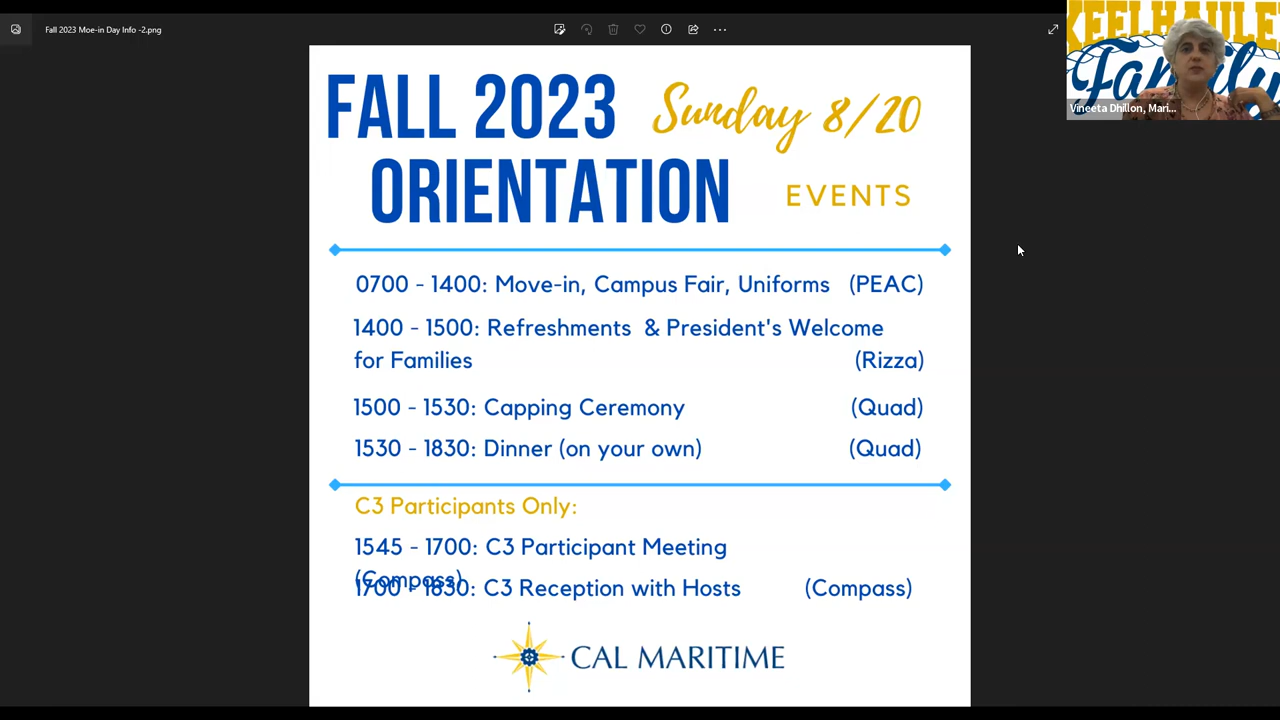 Fall 2023 Moe-in Day Info -2.png
KEELHAULE
Family
Vineeta Dhillon, Mari...
FALL 2023 Sunday 8/20
ORIENTATION EVENTS
0700 - 1400: Move-in, Campus Fair, Uniforms (PEAC)
1400 - 1500: Refreshments & President's Welcome
for Families (Rizza)
1500 - 1530: Capping Ceremony (Quad)
1530 - 1830: Dinner (on your own) (Quad)
C3 Participants Only:
1545 - 1700: C3 Participant Meeting
(Compass)
1700 - 1830: C3 Reception with Hosts (Compass)
CAL MARITIME